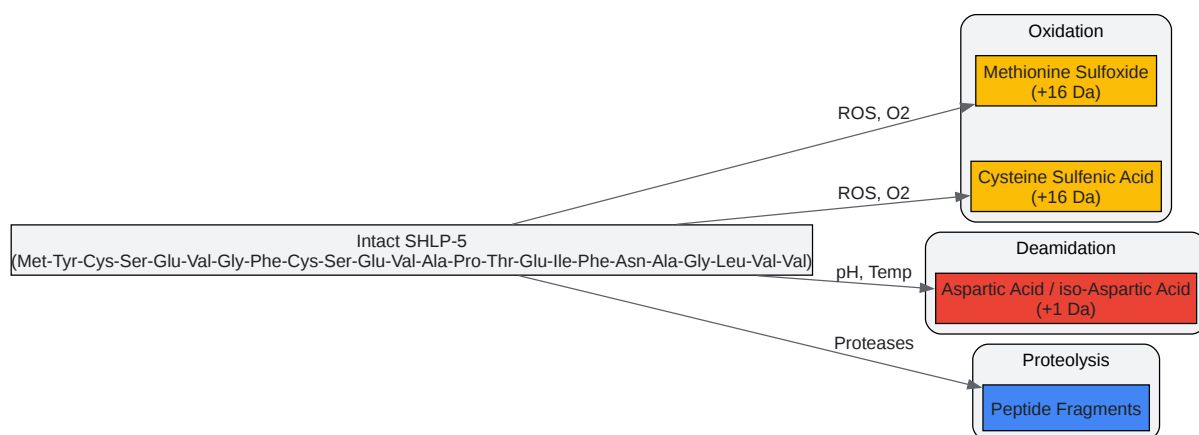 Oxidation
Methionine Sulfoxide
(+16 Da)
ROS, O2
Cysteine Sulfenic Acid
(+16 Da)
ROS, O2
Intact SHLP-5
(Met-Tyr-Cys-Ser-Glu-Val-Gly-Phe-Cys-Ser-Glu-Val-Ala-Pro-Thr-Glu-Ile-Phe-Asn-Ala-Gly-Leu-Val-Val)
Deamidation
pH, Temp
Aspartic Acid / iso-Aspartic Acid
(+1 Da)
Proteases
Proteolysis
Peptide Fragments